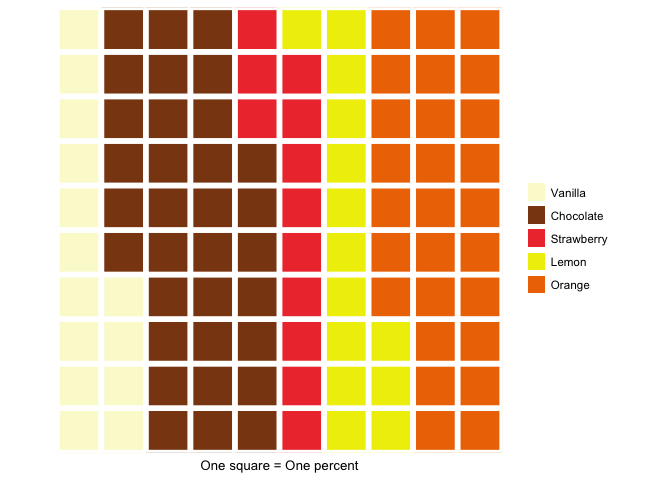 Vanilla
Chocolate
Strawberry
Lemon
Orange
One square = One percent